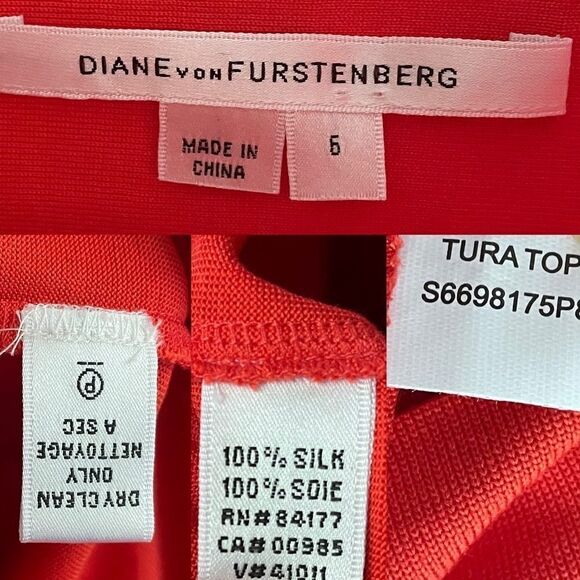 DIANE VON FURSTENBERG
MADE IN
CHINA
6
TURA TOP
S6698175P8
P
DRY CLEAN
ONLY
NETTOYAGE
A SEC
100% SILK
100% SOIE
RN# 84177
CA# 00985
V# 41011